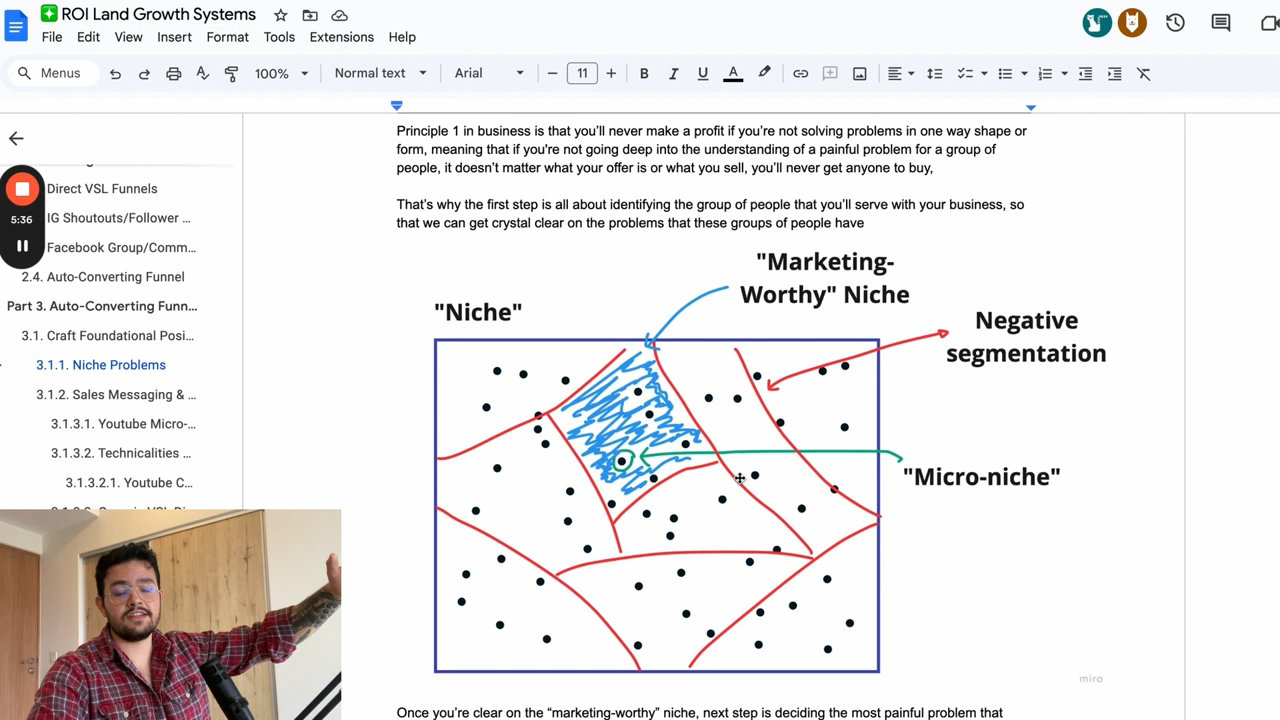 ROI Land Growth Systems
File Edit View Insert Format Tools Extensions Help
Menus 100% Normal text Arial 11
Principle 1 in business is that you'll never make a profit if you're not solving problems in one way shape or
form, meaning that if you're not going deep into the understanding of a painful problem for a group of
people, it doesn't matter what your offer is or what you sell, you'll never get anyone to buy,
That's why the first step is all about identifying the group of people that you'll serve with your business, so
that we can get crystal clear on the problems that these groups of people have
Direct VSL Funnels
5:36
IG Shoutouts/Follower ...
Facebook Group/Comm...
2.4. Auto-Converting Funnel
Part 3. Auto-Converting Funn...
3.1. Craft Foundational Posi...
3.1.1. Niche Problems
3.1.2. Sales Messaging & ...
3.1.3.1. Youtube Micro-...
3.1.3.2. Technicalities ...
3.1.3.2.1. Youtube C...
"Marketing-
Worthy" Niche
"Niche"
Negative
segmentation
"Micro-niche"
miro
Once you're clear on the "marketing-worthy" niche, next step is deciding the most painful problem that